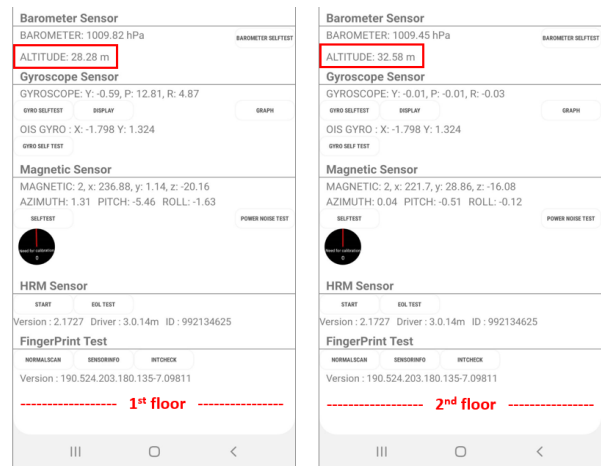 Barometer Sensor
BAROMETER: 1009.82 hPa
BAROMETER SELFTEST
ALTITUDE: 28.28 m
Gyroscope Sensor
GYROSCOPE: Y: -0.59, P: 12.81, R: 4.87
GYRO SELFTEST DISPLAY GRAPH
OIS GYRO : X: -1.798 Y: 1.324
GYRO SELF TEST
Magnetic Sensor
MAGNETIC: 2, x: 236.88, y: 1.14, z: -20.16
AZIMUTH: 1.31 PITCH: -5.46 ROLL: -1.63
SELFTEST POWER NOISE TEST
Need for calibration
0
HRM Sensor
START EOL TEST
Version : 2.1727 Driver : 3.0.14m ID : 992134625
FingerPrint Test
NORMALSCAN SENSORINFO INTCHECK
Version : 190.524.203.180.135-7.09811
----------------- 1st floor ---------------
Barometer Sensor
BAROMETER: 1009.45 hPa
BAROMETER SELFTEST
ALTITUDE: 32.58 m
Gyroscope Sensor
GYROSCOPE: Y: -0.01, P: -0.01, R: -0.03
GYRO SELFTEST DISPLAY GRAPH
OIS GYRO : X: -1.798 Y: 1.324
GYRO SELF TEST
Magnetic Sensor
MAGNETIC: 2, x: 221.7, y: 28.86, z: -16.08
AZIMUTH: 0.04 PITCH: -0.51 ROLL: -0.12
SELFTEST POWER NOISE TEST
Need for calibration
0
HRM Sensor
START EOL TEST
Version : 2.1727 Driver : 3.0.14m ID : 992134625
FingerPrint Test
NORMALSCAN SENSORINFO INTCHECK
Version : 190.524.203.180.135-7.09811
----------------- 2nd floor ---------------